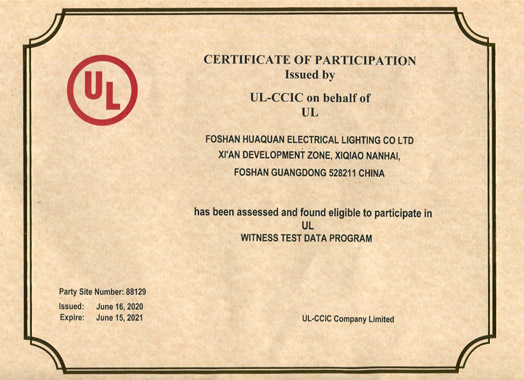 UL
CERTIFICATE OF PARTICIPATION
Issued by
UL-CCIC on behalf of
UL
FOSHAN HUAQUAN ELECTRICAL LIGHTING CO LTD
XI'AN DEVELOPMENT ZONE, XIQIAO NANHAI,
FOSHAN GUANGDONG 528211 CHINA
has been assessed and found eligible to participate in
UL
WITNESS TEST DATA PROGRAM
Party Site Number: 88129
Issued: June 16, 2020
Expire: June 15, 2021
UL-CCIC Company Limited